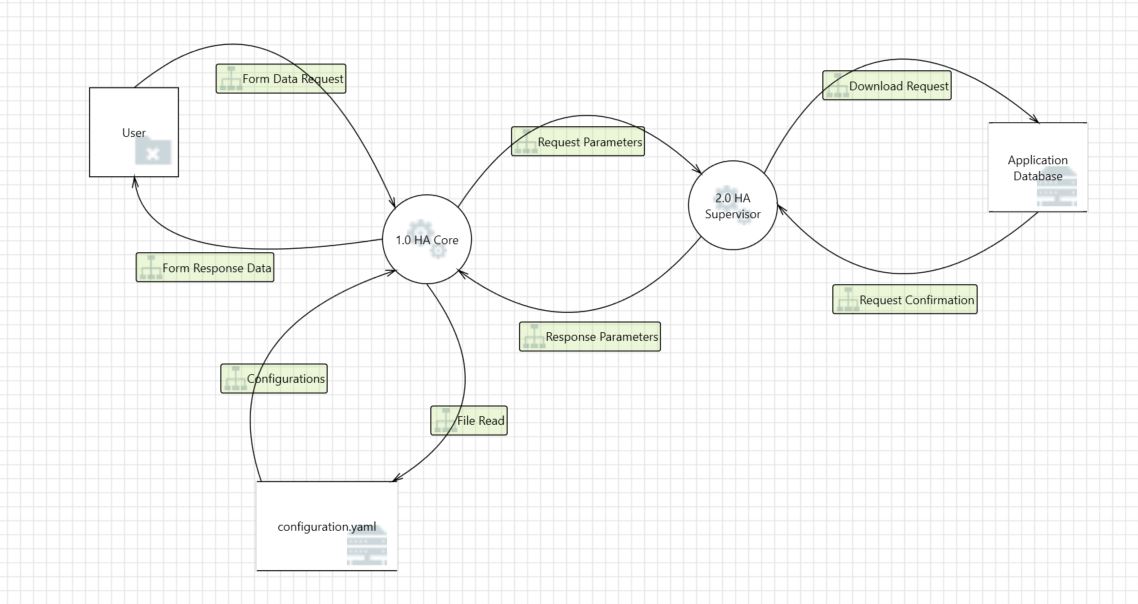 Form Data Request
Download Request
User
Request Parameters
Application
Database
2.0 HA
Supervisor
1.0 HA Core
Form Response Data
Request Confirmation
Response Parameters
Configurations
File Read
configuration.yaml